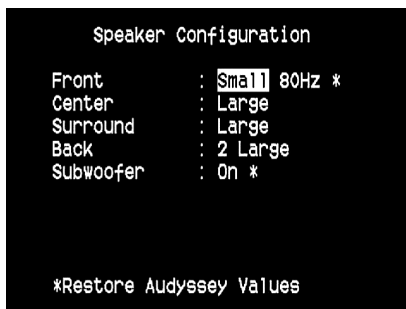 Speaker Configuration
Front : Small 80Hz *
Center : Large
Surround : Large
Back : 2 Large
Subwoofer : On *
*Restore Audyssey Values